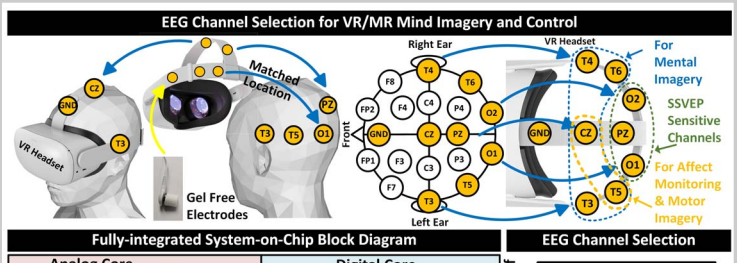 EEG Channel Selection for VR/MR Mind Imagery and Control
CZ
GND
T3
VR Headset
Matched
Location
Gel Free
Electrodes
PZ
T3
T5
O1
Right Ear
T4
F8
T6
FP2
F4
C4
P4
O2
Front
GND
CZ
PZ
FP1
F3
C3
P3
O1
F7
T5
T3
Left Ear
VR Headset
T4
T6
O2
GND
CZ
PZ
O1
T5
T3
For
Mental
Imagery
SSVEP
Sensitive
Channels
For Affect
Monitoring
& Motor
Imagery
Fully-integrated System-on-Chip Block Diagram
EEG Channel Selection
Analog Core
Digital Core